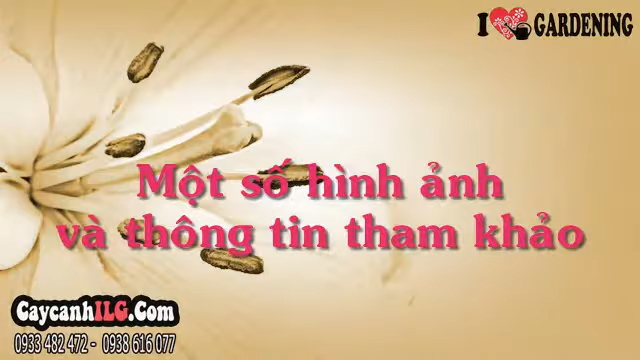 I GARDENING
Một số hình ảnh
và thông tin tham khảo
CaycanhILG.Com
0933 482 472 - 0938 616 077